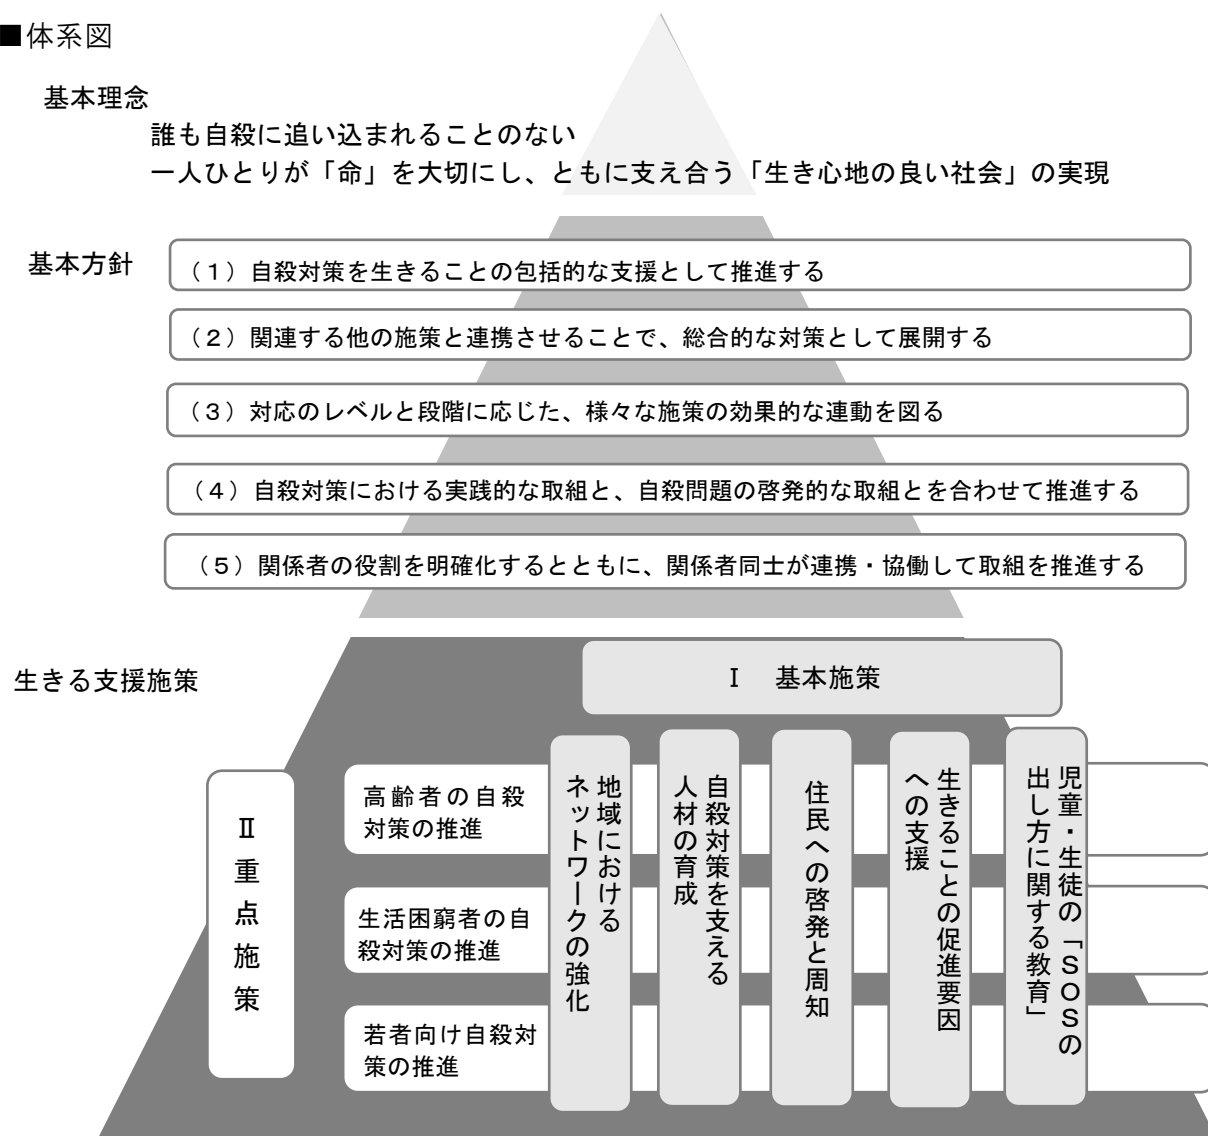 ■体系図
基本理念
誰も自殺に追い込まれることのない
一人ひとりが「命」を大切にし、ともに支え合う「生き心地の良い社会」の実現
基本方針
（１）自殺対策を生きることの包括的な支援として推進する
（２）関連する他の施策と連携させることで、総合的な対策として展開する
（３）対応のレベルと段階に応じた、様々な施策の効果的な連動を図る
（４）自殺対策における実践的な取組と、自殺問題の啓発的な取組とを合わせて推進する
（５）関係者の役割を明確化するとともに、関係者同士が連携・協働して取組を推進する
生きる支援施策
Ⅰ　基本施策
地域における
ネットワークの強化
自殺対策を支える
人材の育成
住民への啓発と周知
生きることの促進要因
への支援
児童・生徒の「ＳＯＳの
出し方に関する教育」
Ⅱ重点施策
高齢者の自殺
対策の推進
生活困窮者の自
殺対策の推進
若者向け自殺対
策の推進